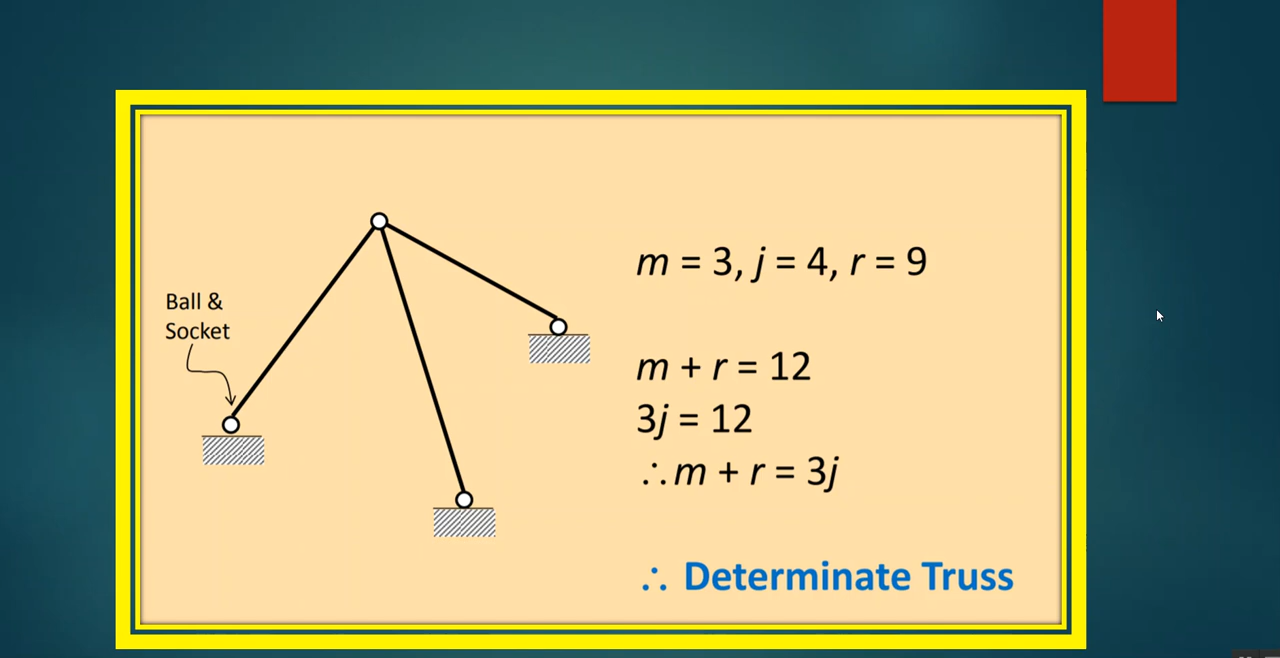 Ball &
Socket
m = 3, j = 4, r = 9
m + r = 12
3j = 12
∴m + r = 3j
∴ Determinate Truss